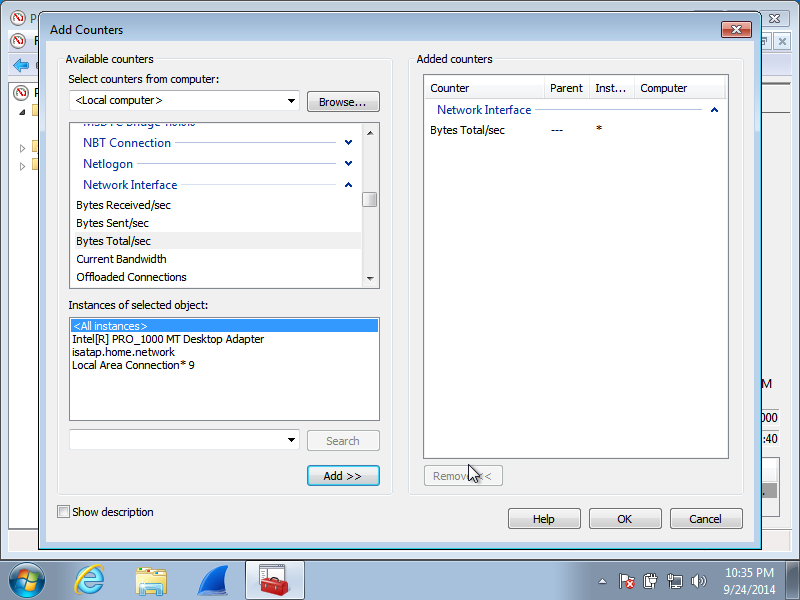 Add Counters
Available counters
Select counters from computer:
<Local computer>
Browse...
NBT Connection
Netlogon
Network Interface
Bytes Received/sec
Bytes Sent/sec
Bytes Total/sec
Current Bandwidth
Offloaded Connections
Instances of selected object:
<All instances>
Intel[R] PRO_1000 MT Desktop Adapter
isatap.home.network
Local Area Connection* 9
Search
Add >>
Show description
Added counters
Counter Parent Inst... Computer
Network Interface
Bytes Total/sec --- *
Remove <<
Help OK Cancel
M
000
:40
10:35 PM
9/24/2014